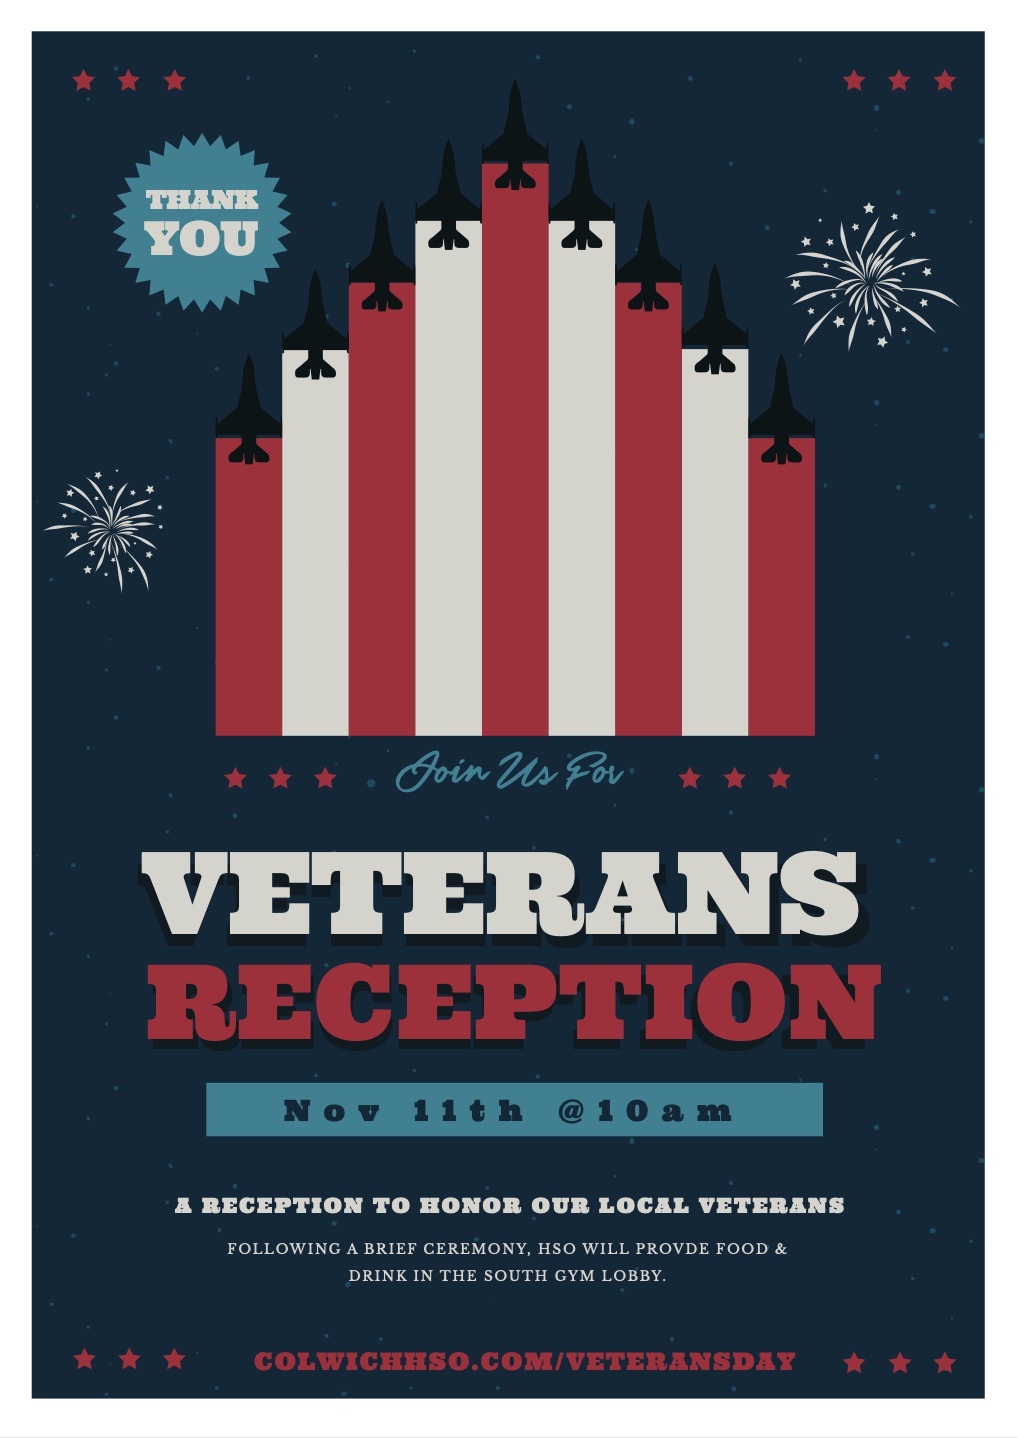 THANK
YOU
Join Us For
VETERANS
RECEPTION
Nov 11th @10am
A RECEPTION TO HONOR OUR LOCAL VETERANS
FOLLOWING A BRIEF CEREMONY, HSO WILL PROVDE FOOD &
DRINK IN THE SOUTH GYM LOBBY.
COLWICHHSO.COM/VETERANSDAY